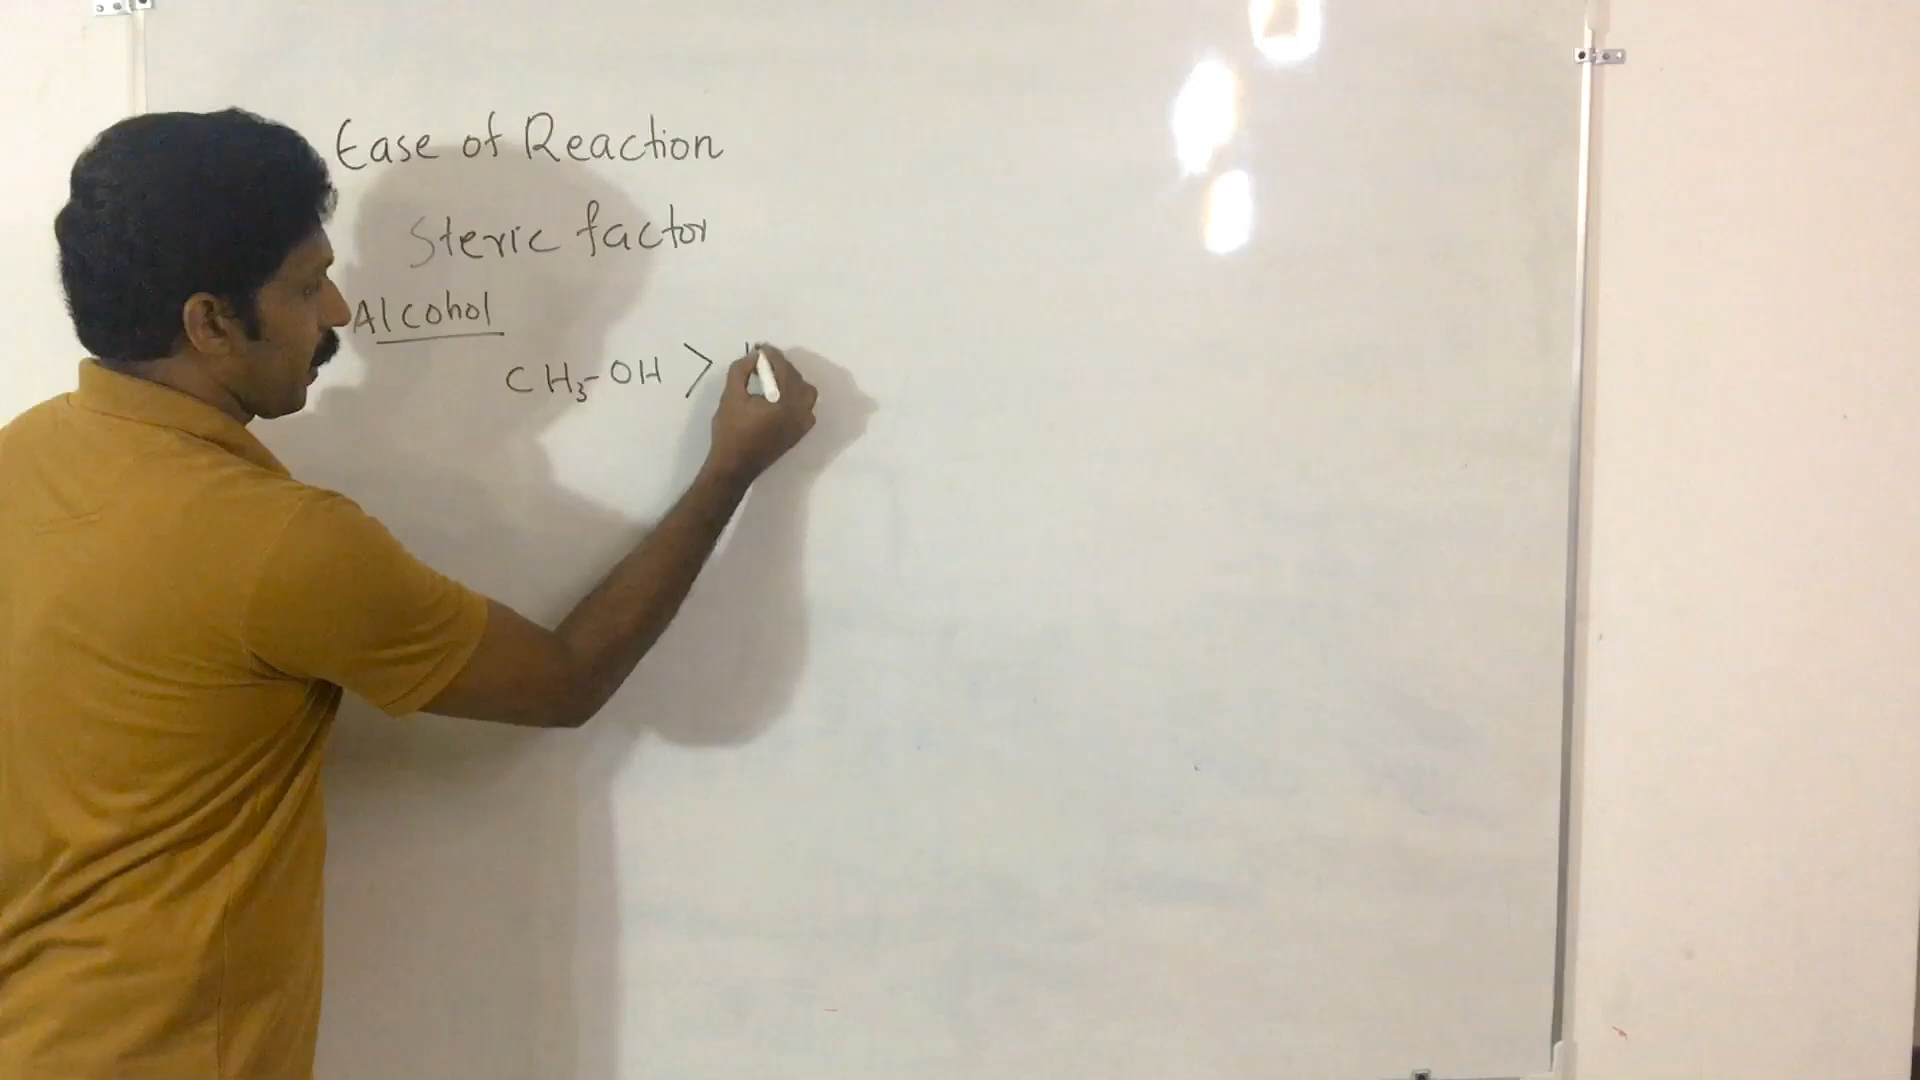 Ease of Reaction
Steric factor
Alcohol
CH₃-OH >